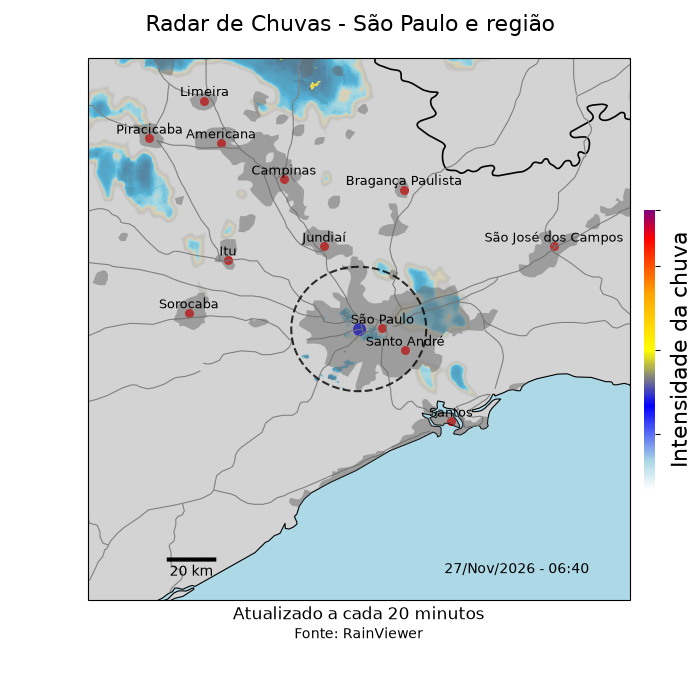 Radar de Chuvas - São Paulo e região
Limeira
Piracicaba
Americana
Campinas
Bragança Paulista
Jundiaí
São José dos Campos
Itu
Sorocaba
São Paulo
Santo André
Santos
Intensidade da chuva
20 km
27/Nov/2026 - 06:40
Atualizado a cada 20 minutos
Fonte: RainViewer